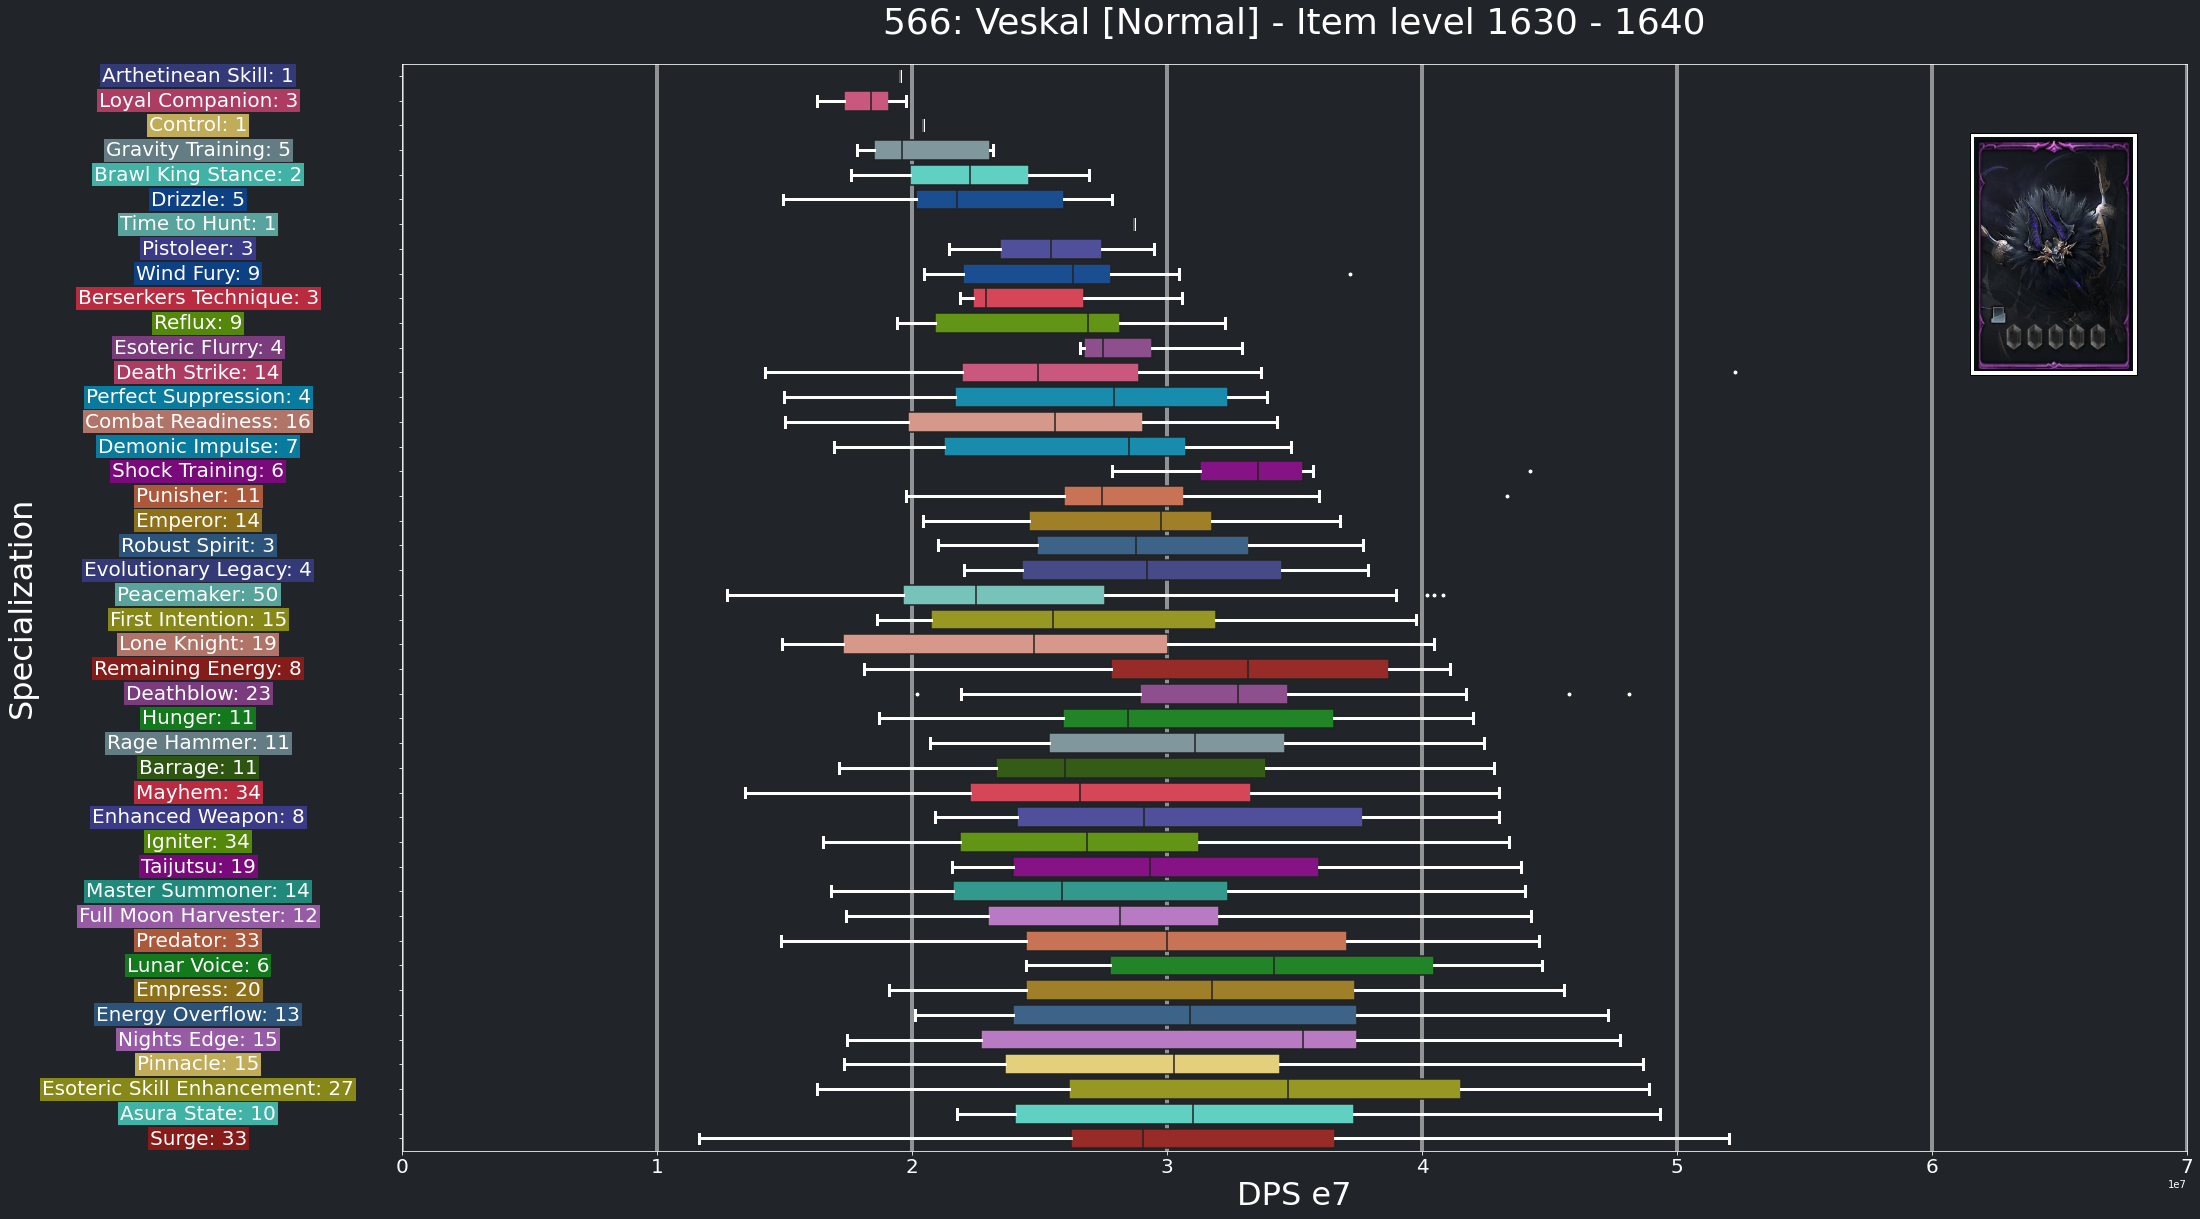 566: Veskal [Normal] - Item level 1630 - 1640
Arthetinean Skill: 1
Loyal Companion: 3
Control: 1
Gravity Training: 5
Brawl King Stance: 2
Drizzle: 5
Time to Hunt: 1
Pistoleer: 3
Wind Fury: 9
Berserkers Technique: 3
Reflux: 9
Esoteric Flurry: 4
Death Strike: 14
Perfect Suppression: 4
Combat Readiness: 16
Demonic Impulse: 7
Shock Training: 6
Punisher: 11
Emperor: 14
Robust Spirit: 3
Evolutionary Legacy: 4
Peacemaker: 50
First Intention: 15
Lone Knight: 19
Remaining Energy: 8
Deathblow: 23
Hunger: 11
Rage Hammer: 11
Barrage: 11
Mayhem: 34
Enhanced Weapon: 8
Igniter: 34
Taijutsu: 19
Master Summoner: 14
Full Moon Harvester: 12
Predator: 33
Lunar Voice: 6
Empress: 20
Energy Overflow: 13
Nights Edge: 15
Pinnacle: 15
Esoteric Skill Enhancement: 27
Asura State: 10
Surge: 33
Specialization
0 1 2 3 4 5 6 7
DPS e7
1e7